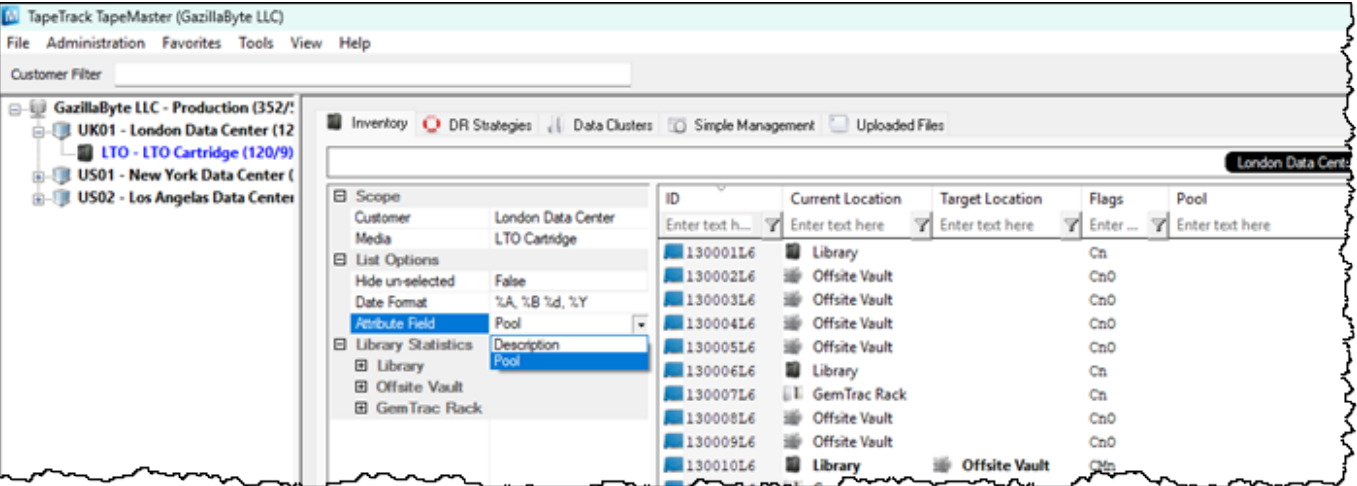 TapeTrack TapeMaster (GazillaByte LLC)
File Administration Favorites Tools View Help
Customer Filter
GazillaByte LLC - Production (352/
UK01 - London Data Center (12
LTO - LTO Cartridge (120/9)
US01 - New York Data Center (
US02 - Los Angelas Data Center
Inventory DR Strategies Data Clusters Simple Management Uploaded Files
London Data Cent
Scope
Customer London Data Center
Media LTO Cartridge
List Options
Hide un-selected False
Date Format %A, %B %d, %Y
Attribute Field Pool
Description
Pool
Library Statistics
Library
Offsite Vault
GemTrac Rack
ID Current Location Target Location Flags Pool
Enter text h... Enter text here Enter text here Enter ... Enter text here
130001L6 Library Cn
130002L6 Offsite Vault CnO
130003L6 Offsite Vault CnO
130004L6 Offsite Vault CnO
130005L6 Offsite Vault CnO
130006L6 Library Cn
130007L6 GemTrac Rack Cn
130008L6 Offsite Vault CnO
130009L6 Offsite Vault CnO
130010L6 Library Offsite Vault CMn